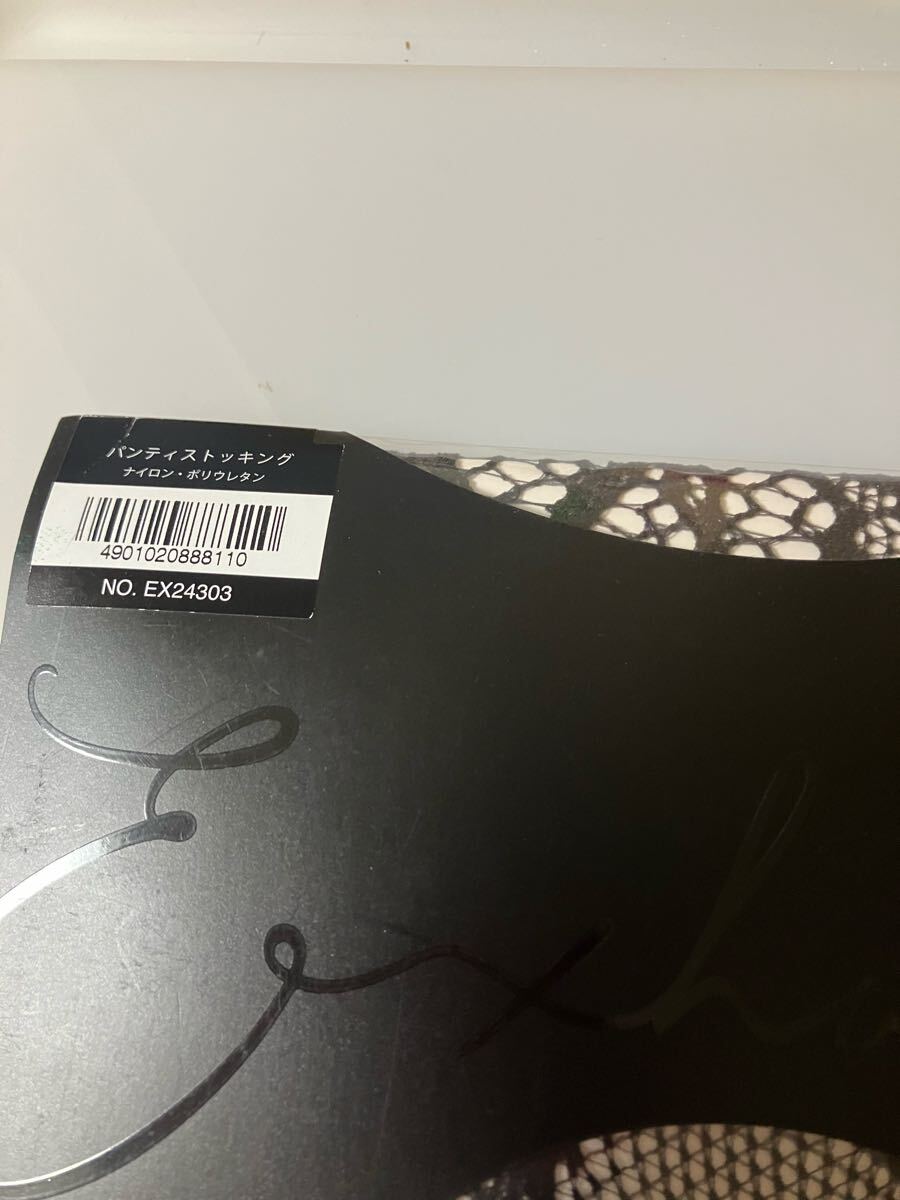 パンティストッキング
ナイロン・ポリウレタン
4901020888110
NO. EX24303
Exh